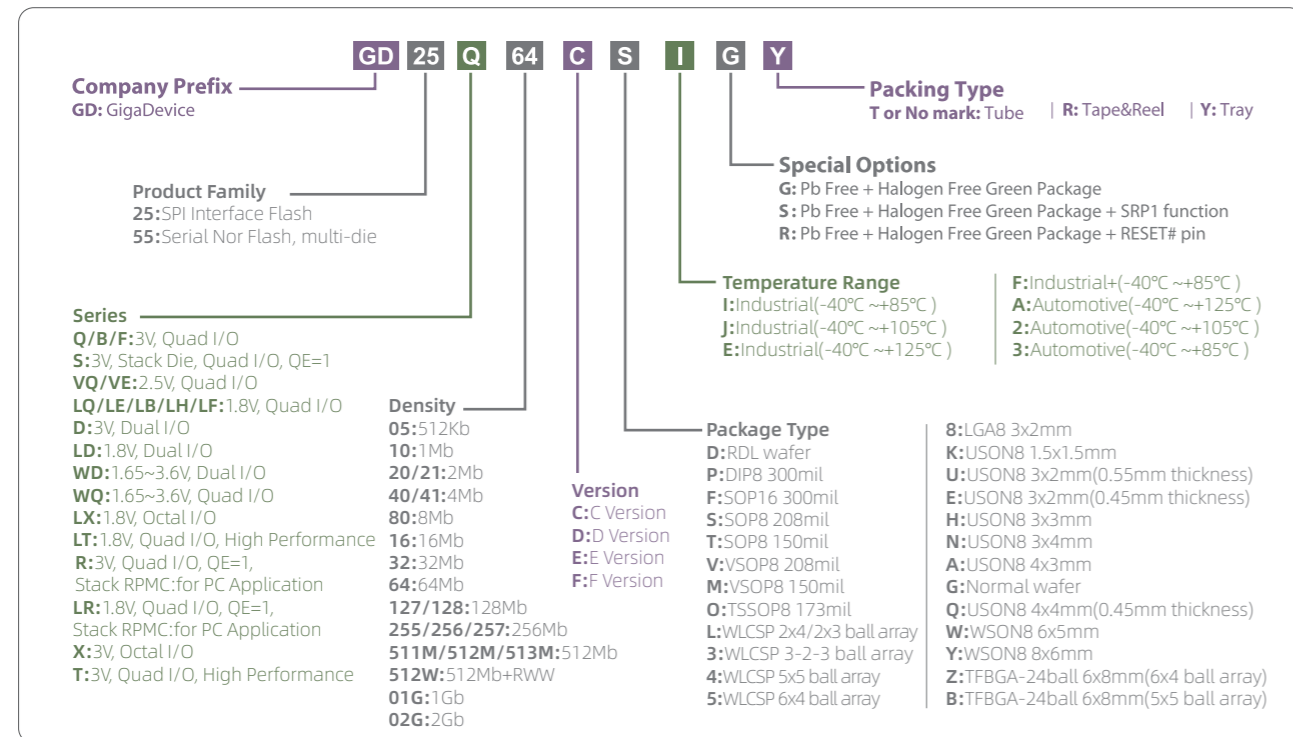 GD 25 Q 64 C S I G Y
Company Prefix
GD: GigaDevice
Packing Type
T or No mark: Tube | R: Tape&Reel | Y: Tray
Special Options
G: Pb Free + Halogen Free Green Package
S: Pb Free + Halogen Free Green Package + SRP1 function
R: Pb Free + Halogen Free Green Package + RESET# pin
Product Family
25:SPI Interface Flash
55:Serial Nor Flash, multi-die
Temperature Range
I:Industrial(-40℃ ~+85℃ )
J:Industrial(-40℃ ~+105℃ )
E:Industrial(-40℃ ~+125℃ )
F:Industrial+(-40℃ ~+85℃ )
A:Automotive(-40℃ ~+125℃ )
2:Automotive(-40℃ ~+105℃ )
3:Automotive(-40℃ ~+85℃ )
Series
Q/B/F:3V, Quad I/O
S:3V, Stack Die, Quad I/O, QE=1
VQ/VE:2.5V, Quad I/O
LQ/LE/LB/LH/LF:1.8V, Quad I/O
D:3V, Dual I/O
LD:1.8V, Dual I/O
WD:1.65~3.6V, Dual I/O
WQ:1.65~3.6V, Quad I/O
LX:1.8V, Octal I/O
LT:1.8V, Quad I/O, High Performance
R:3V, Quad I/O, QE=1,
Stack RPMC:for PC Application
LR:1.8V, Quad I/O, QE=1,
Stack RPMC:for PC Application
X:3V, Octal I/O
T:3V, Quad I/O, High Performance
Density
05:512Kb
10:1Mb
20/21:2Mb
40/41:4Mb
80:8Mb
16:16Mb
32:32Mb
64:64Mb
127/128:128Mb
255/256/257:256Mb
511M/512M/513M:512Mb
512W:512Mb+RWW
01G:1Gb
02G:2Gb
Version
C:C Version
D:D Version
E:E Version
F:F Version
Package Type
D:RDL wafer
P:DIP8 300mil
F:SOP16 300mil
S:SOP8 208mil
T:SOP8 150mil
V:VSOP8 208mil
M:VSOP8 150mil
O:TSSOP8 173mil
L:WLCSP 2x4/2x3 ball array
3:WLCSP 3-2-3 ball array
4:WLCSP 5x5 ball array
5:WLCSP 6x4 ball array
8:LGA8 3x2mm
K:USON8 1.5x1.5mm
U:USON8 3x2mm(0.55mm thickness)
E:USON8 3x2mm(0.45mm thickness)
H:USON8 3x3mm
N:USON8 3x4mm
A:USON8 4x3mm
G:Normal wafer
Q:USON8 4x4mm(0.45mm thickness)
W:WSON8 6x5mm
Y:WSON8 8x6mm
Z:TFBGA-24ball 6x8mm(6x4 ball array)
B:TFBGA-24ball 6x8mm(5x5 ball array)